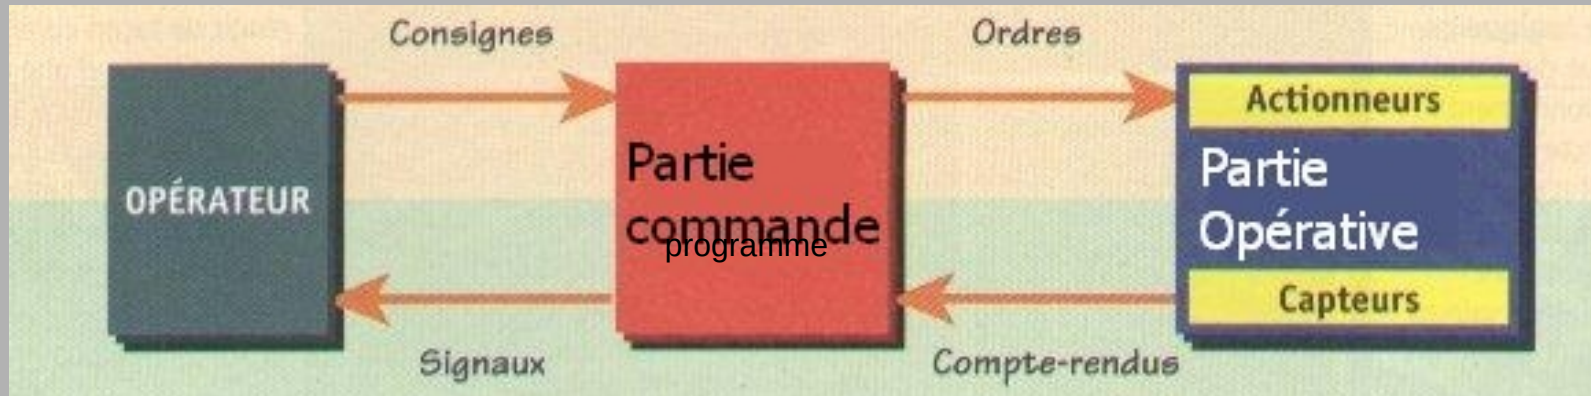 Consignes
Ordres
OPÉRATEUR
Partie
commande
programme
Actionneurs
Partie
Opérative
Capteurs
Signaux
Compte-rendus